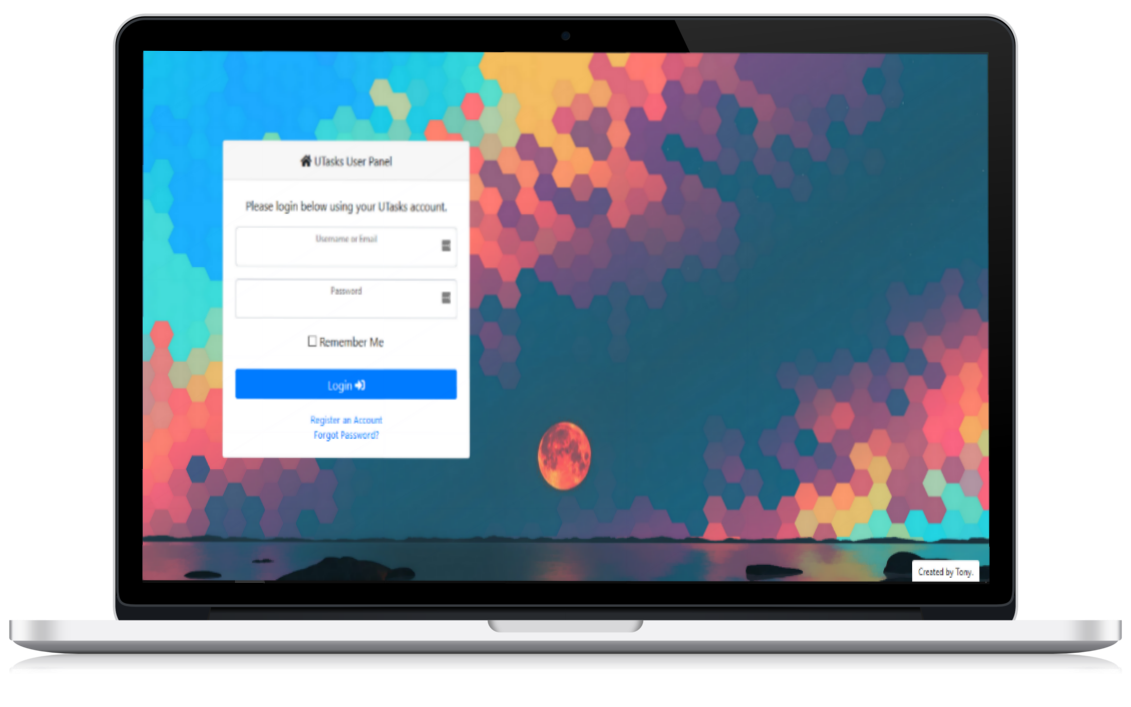 UTasks User Panel
Please login below using your UTasks account.
Username or Email
Password
Remember Me
Login
Register an Account
Forgot Password?
Created by Tony.